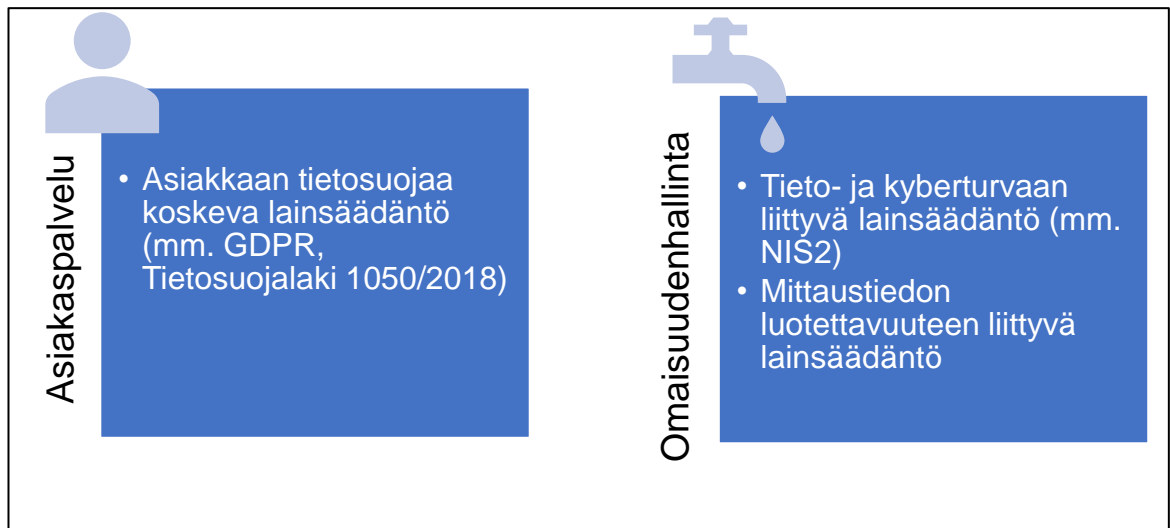 Asiakaspalvelu
• Asiakkaan tietosuojaa
koskeva lainsäädäntö
(mm. GDPR,
Tietosuojalaki 1050/2018)
Omaisuudenhallinta
• Tieto- ja kyberturvaan
liittyvä lainsäädäntö (mm.
NIS2)
• Mittaustiedon
luotettavuuteen liittyvä
lainsäädäntö